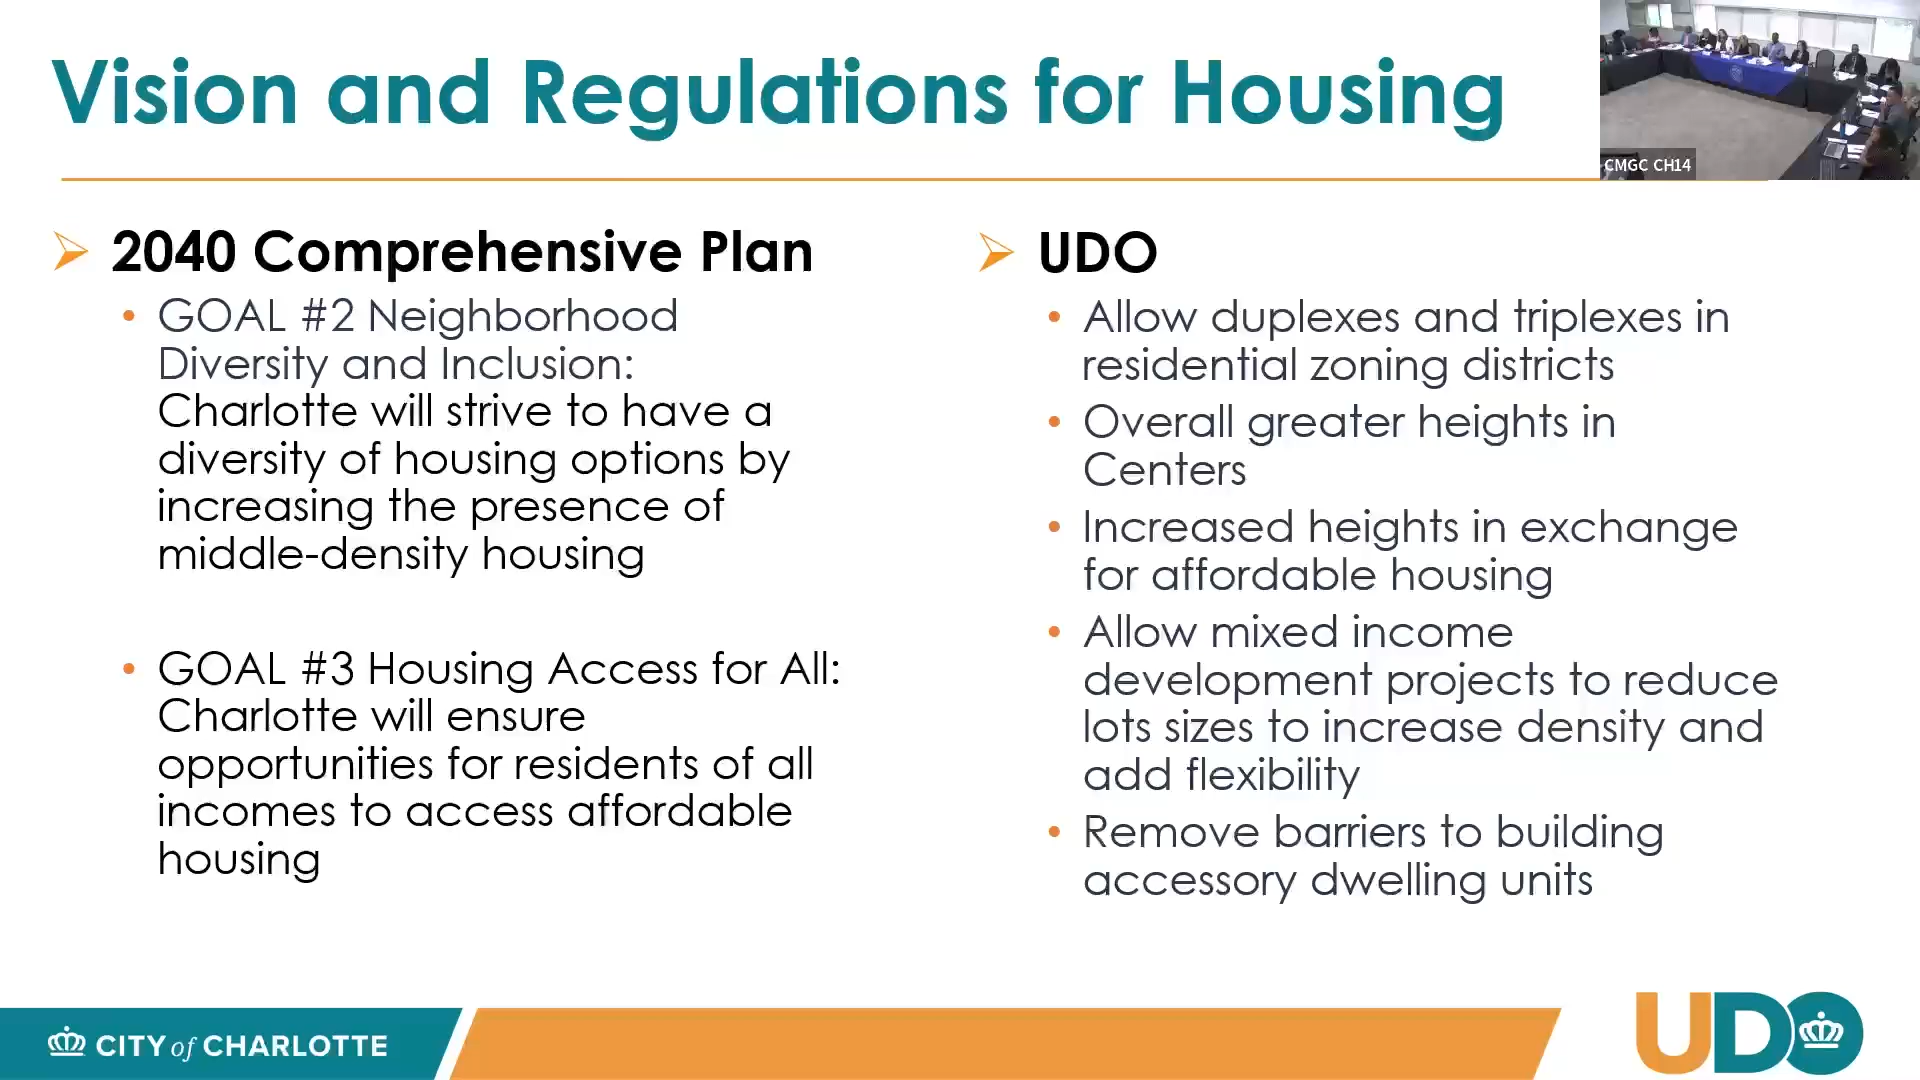 Vision and Regulations for Housing
CMGC CH14
2040 Comprehensive Plan
GOAL #2 Neighborhood
Diversity and Inclusion:
Charlotte will strive to have a
diversity of housing options by
increasing the presence of
middle-density housing
GOAL #3 Housing Access for All:
Charlotte will ensure
opportunities for residents of all
incomes to access affordable
housing
UDO
Allow duplexes and triplexes in
residential zoning districts
Overall greater heights in
Centers
Increased heights in exchange
for affordable housing
Allow mixed income
development projects to reduce
lots sizes to increase density and
add flexibility
Remove barriers to building
accessory dwelling units
CITY of CHARLOTTE
UDO